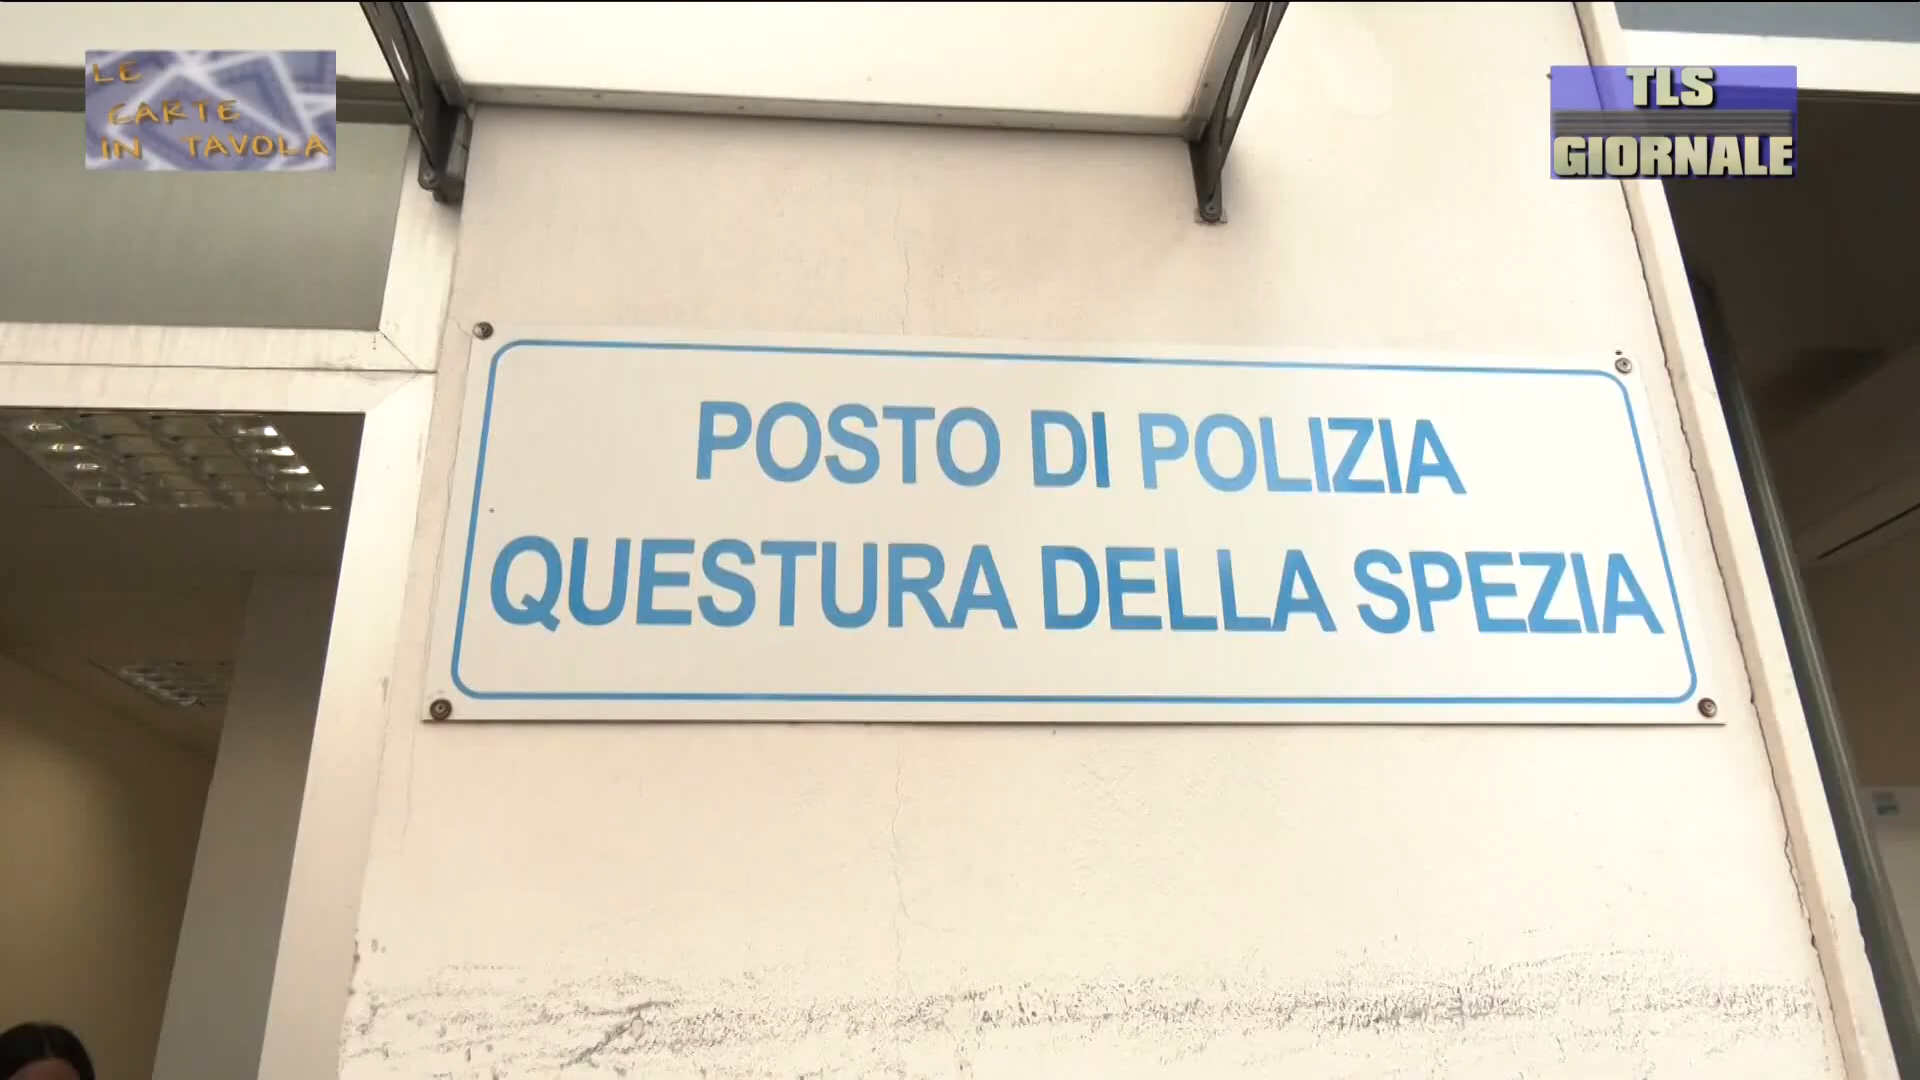 LE
CARTE
IN TAVOLA
TLS
GIORNALE
POSTO DI POLIZIA
QUESTURA DELLA SPEZIA